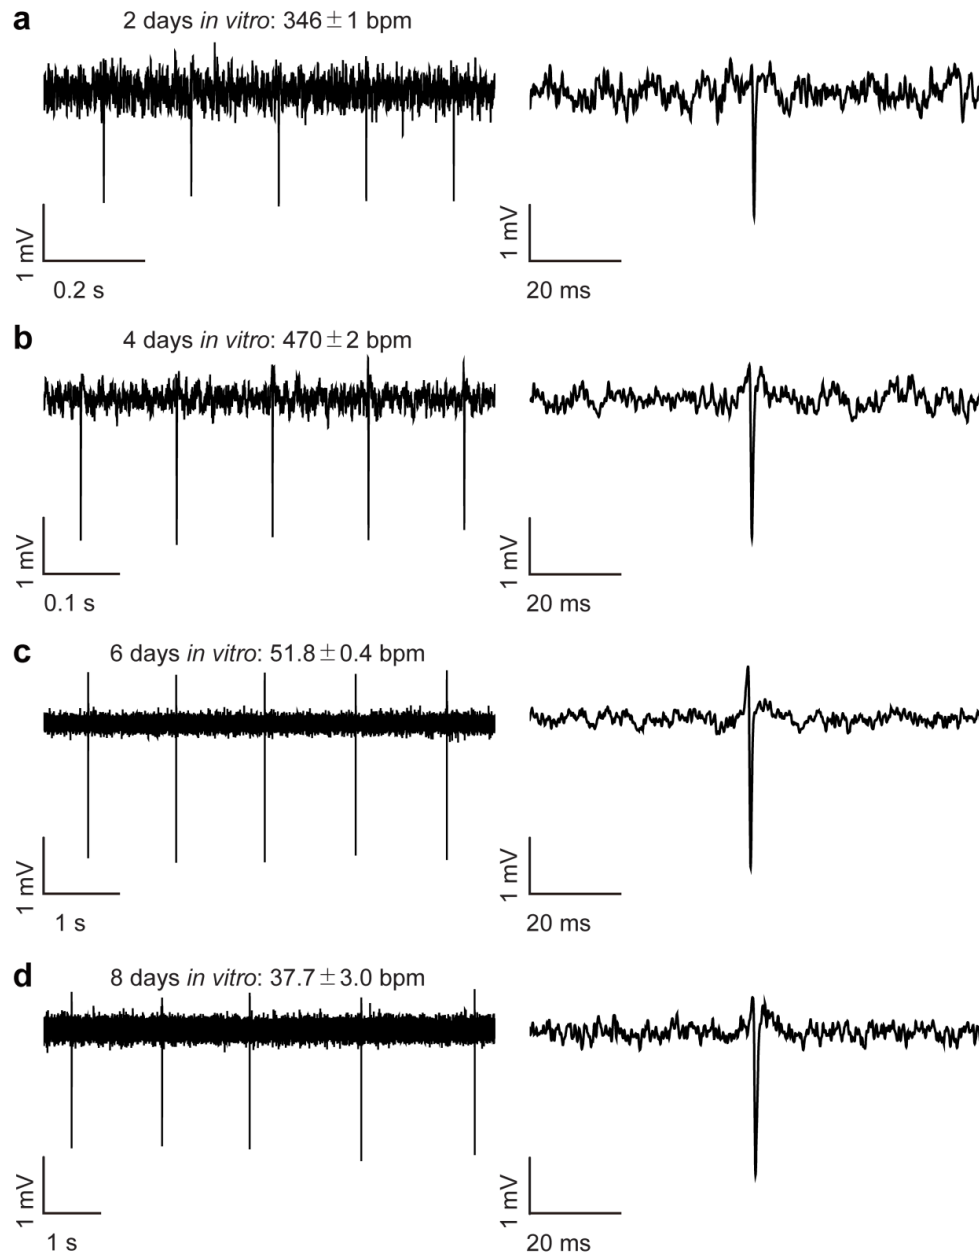 a
2 days in vitro: 346±1 bpm
1 mV
0.2 s
1 mV
20 ms
b
4 days in vitro: 470±2 bpm
1 mV
0.1 s
1 mV
20 ms
c
6 days in vitro: 51.8±0.4 bpm
1 mV
1 s
1 mV
20 ms
d
8 days in vitro: 37.7±3.0 bpm
1 mV
1 s
1 mV
20 ms